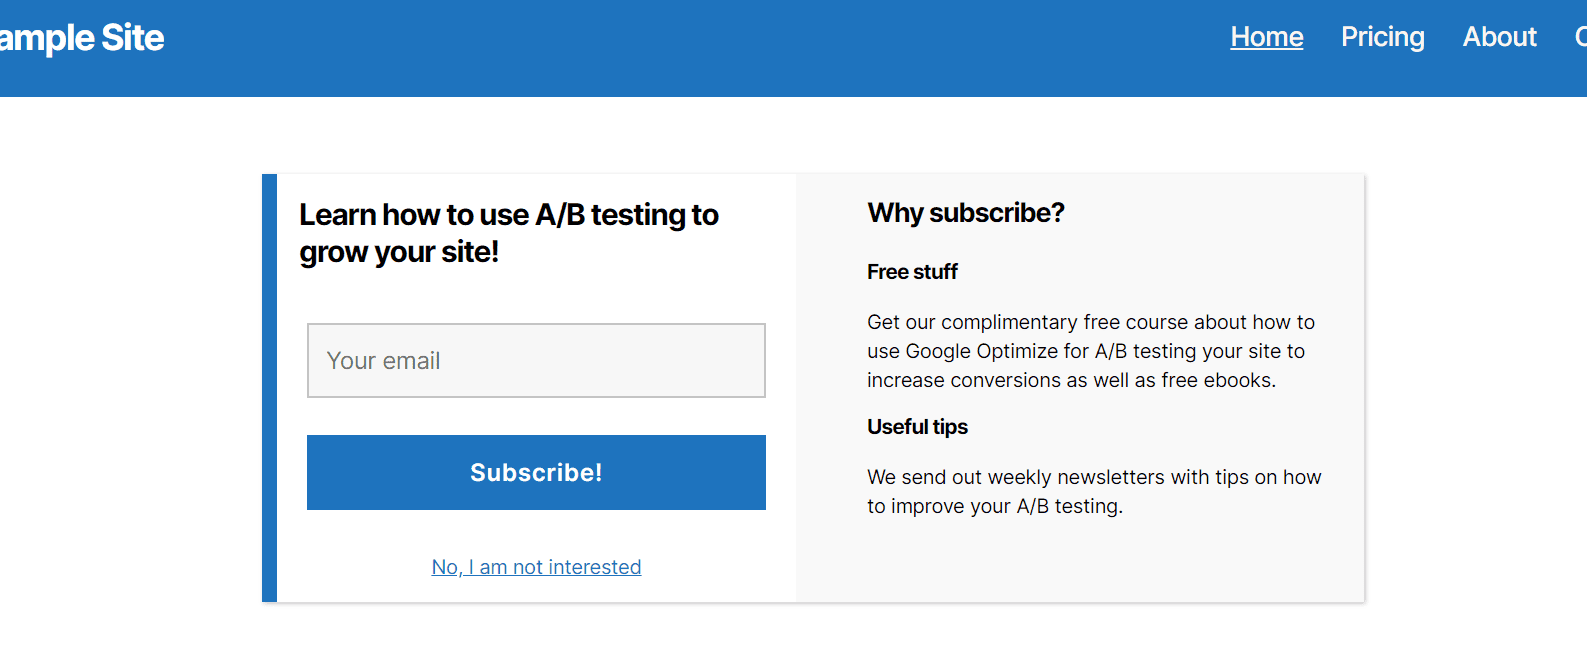 Site
Home Pricing About
Learn how to use A/B testing to
grow your site!
Your email
Subscribe!
No, I am not interested
Why subscribe?
Free stuff
Get our complimentary free course about how to
use Google Optimize for A/B testing your site to
increase conversions as well as free ebooks.
Useful tips
We send out weekly newsletters with tips on how
to improve your A/B testing.